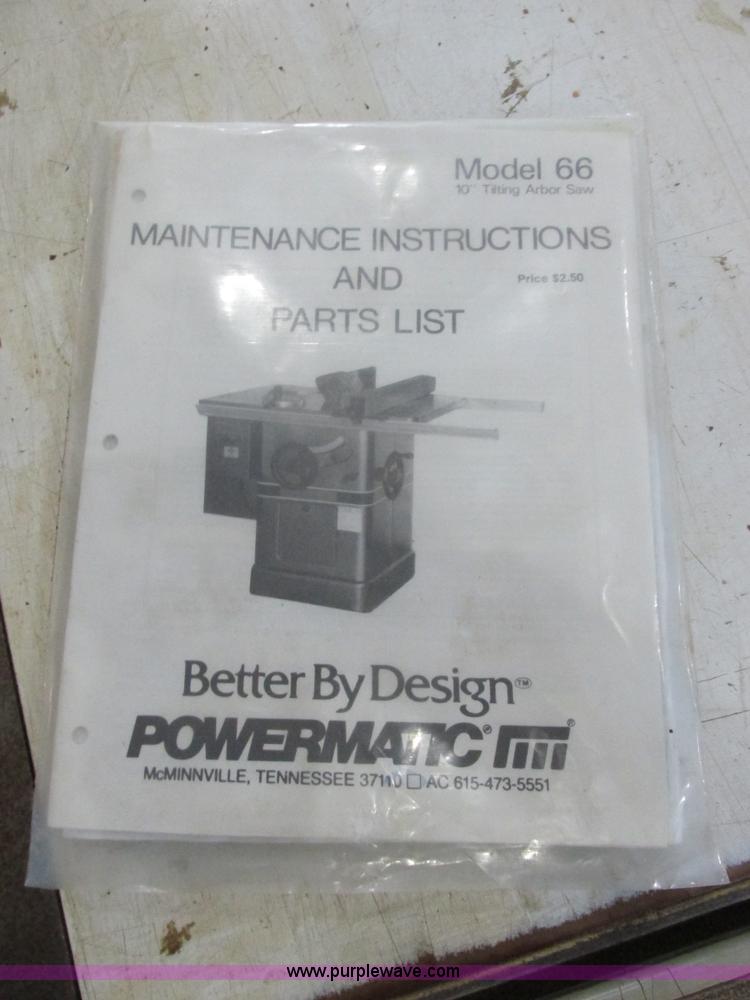 Model 66
10" Tilting Arbor Saw
MAINTENANCE INSTRUCTIONS
AND
Price $2.50
PARTS LIST
Better By Design™
POWERMATIC®
®
McMINNVILLE, TENNESSEE 37110 □ AC 615-473-5551
www.purplewave.com